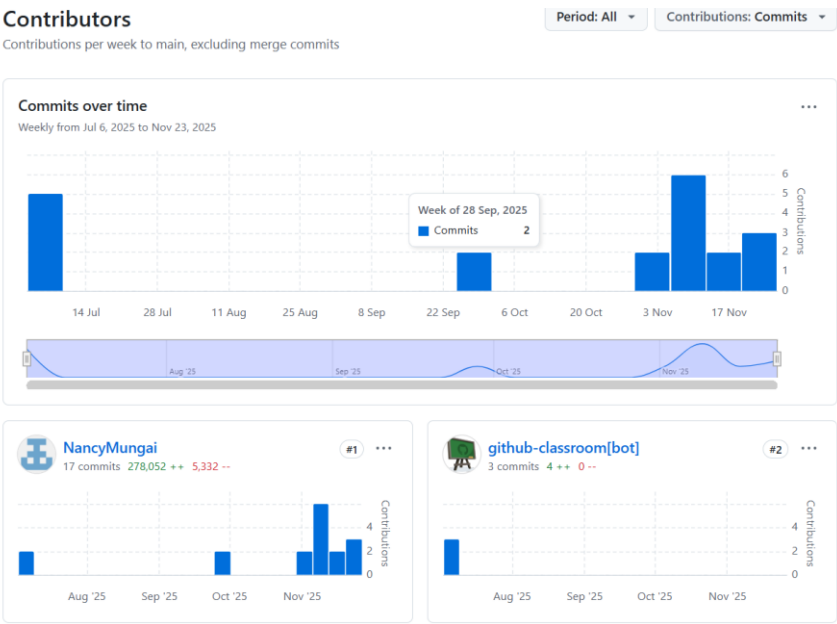 Contributors
Period: All
Contributions: Commits
Contributions per week to main, excluding merge commits
Commits over time
Weekly from Jul 6, 2025 to Nov 23, 2025
Week of 28 Sep, 2025
Commits 2
6
5
4
3
2
1
0
Contributions
14 Jul 28 Jul 11 Aug 25 Aug 8 Sep 22 Sep 6 Oct 20 Oct 3 Nov 17 Nov
Aug '25 Sep '25 Oct '25 Nov '25
NancyMungai
#1
17 commits 278,052 ++ 5,332 --
4
2
0
Contributions
Aug '25 Sep '25 Oct '25 Nov '25
github-classroom[bot]
#2
3 commits 4 ++ 0 --
4
2
0
Contributions
Aug '25 Sep '25 Oct '25 Nov '25